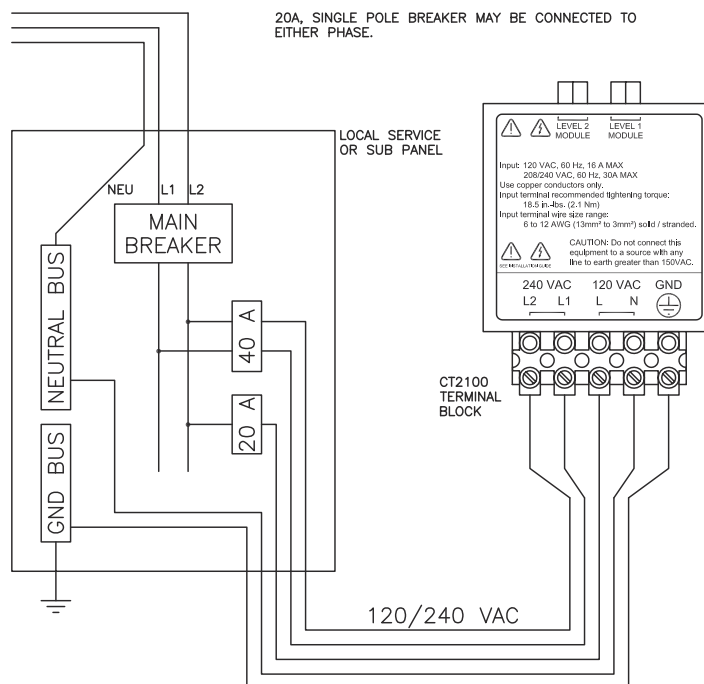 20A, SINGLE POLE BREAKER MAY BE CONNECTED TO
EITHER PHASE.
LOCAL SERVICE
OR SUB PANEL
NEU L1 L2
MAIN
BREAKER
NEUTRAL BUS
GND BUS
40 A
20 A
LEVEL 2
MODULE
LEVEL 1
MODULE
Input: 120 VAC, 60 Hz, 16 A MAX
208/240 VAC, 60 Hz, 30A MAX
Use copper conductors only.
Input terminal recommended tightening torque:
18.5 in.-lbs. (2.1 Nm)
Input terminal wire size range:
6 to 12 AWG (13mm² to 3mm²) solid / stranded.
CAUTION: Do not connect this
equipment to a source with any
line to earth greater than 150VAC.
SEE INSTALLATION GUIDE
240 VAC 120 VAC GND
L2 L1 L N
CT2100
TERMINAL
BLOCK
120/240 VAC